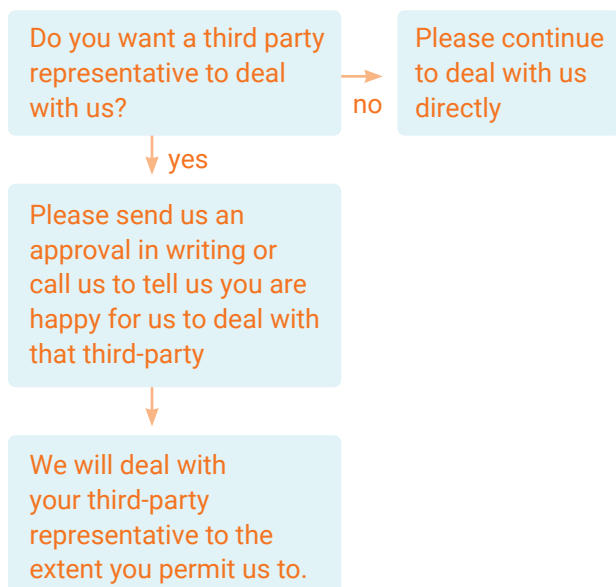 Do you want a third party
representative to deal
with us?
Please continue
to deal with us
directly
no
yes
Please send us an
approval in writing or
call us to tell us you are
happy for us to deal with
that third-party
We will deal with
your third-party
representative to the
extent you permit us to.